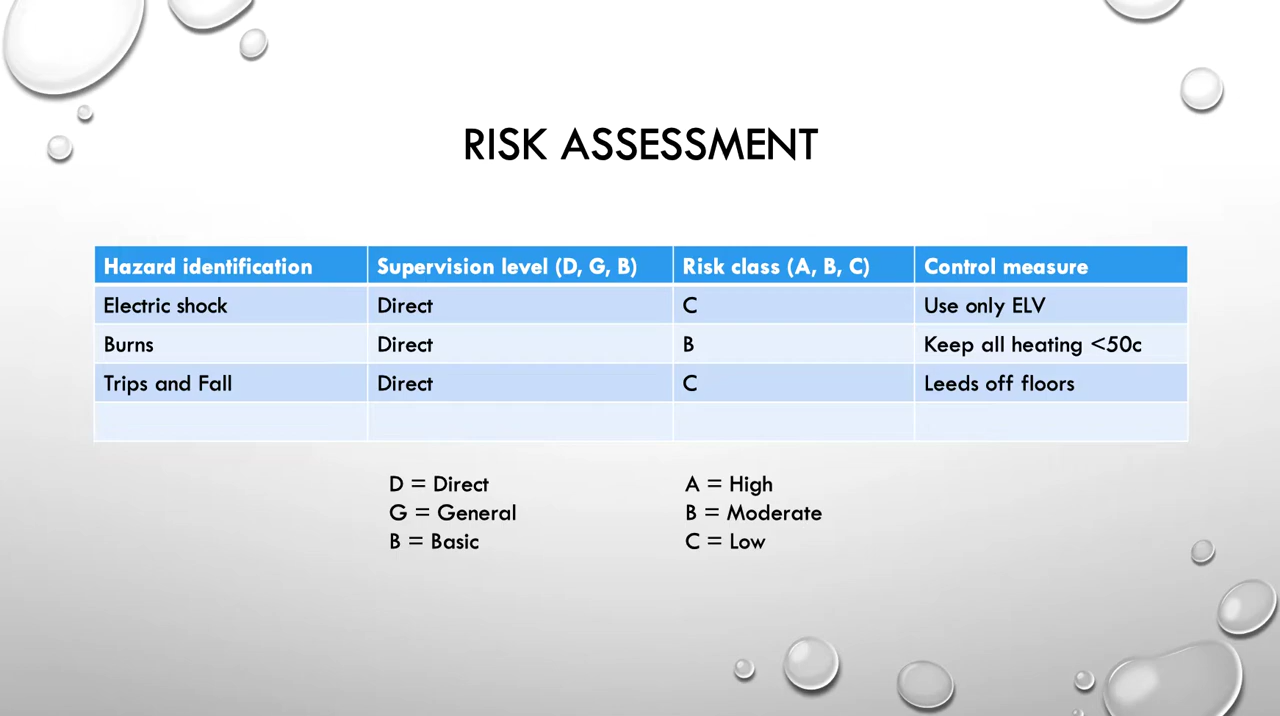 RISK ASSESSMENT
Hazard identification Supervision level (D, G, B) Risk class (A, B, C) Control measure
Electric shock Direct C Use only ELV
Burns Direct B Keep all heating <50c
Trips and Fall Direct C Leeds off floors
D = Direct A = High
G = General B = Moderate
B = Basic C = Low